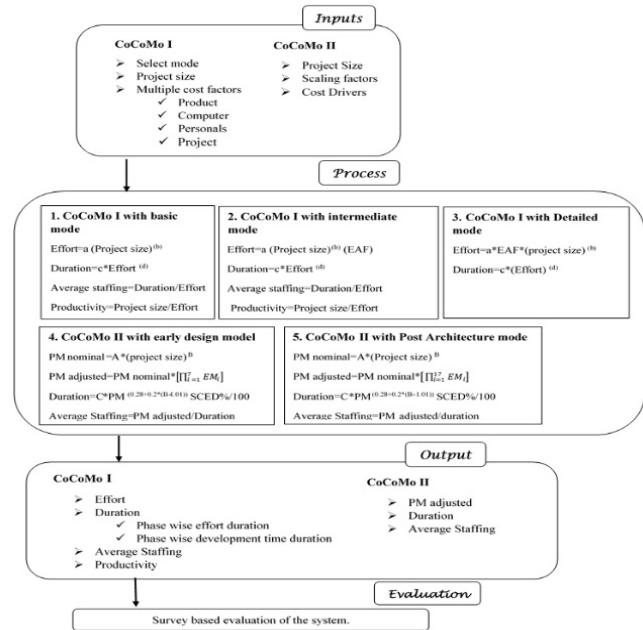 Inputs
CoCoMo I
➢ Select mode
➢ Project size
➢ Multiple cost factors
✓ Product
✓ Computer
✓ Personals
✓ Project
CoCoMo II
➢ Project Size
➢ Scaling factors
➢ Cost Drivers
Process
1. CoCoMo I with basic
mode
Effort=a (Project size)⁽ᵇ⁾
Duration=c*Effort ⁽ᵈ⁾
Average staffing=Duration/Effort
Productivity=Project size/Effort
2. CoCoMo I with intermediate
mode
Effort=a (Project size)⁽ᵇ⁾ (EAF)
Duration=c*Effort ⁽ᵈ⁾
Average staffing=Duration/Effort
Productivity=Project size/Effort
3. CoCoMo I with Detailed
mode
Effort=a*EAF*(project size) ⁽ᵇ⁾
Duration=c*(Effort) ⁽ᵈ⁾
4. CoCoMo II with early design model
PM nominal=A*(project size) ᴮ
PM adjusted=PM nominal*[∏⁷ᵢ₌₁ EMᵢ]
Duration=C*PM (0.28+0.2*(B-1.01)) SCED%/100
Average Staffing=PM adjusted/Duration
5. CoCoMo II with Post Architecture mode
PM nominal=A*(Project size) ᴮ
PM adjusted=PM nominal*[∏¹⁷ᵢ₌₁ EMᵢ]
Duration=C*PM (0.28+0.2*(B-1.01)) SCED%/100
Average Staffing=PM adjusted/duration
Output
CoCoMo I
➢ Effort
➢ Duration
✓ Phase wise effort duration
✓ Phase wise development time duration
➢ Average Staffing
➢ Productivity
CoCoMo II
➢ PM adjusted
➢ Duration
➢ Average Staffing
Evaluation
Survey based evaluation of the system.